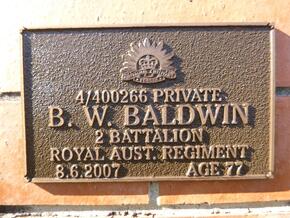 4/400266 PRIVATE
B. W. BALDWIN
2 BATTALION
ROYAL AUST. REGIMENT
8.6.2007 AGE 77